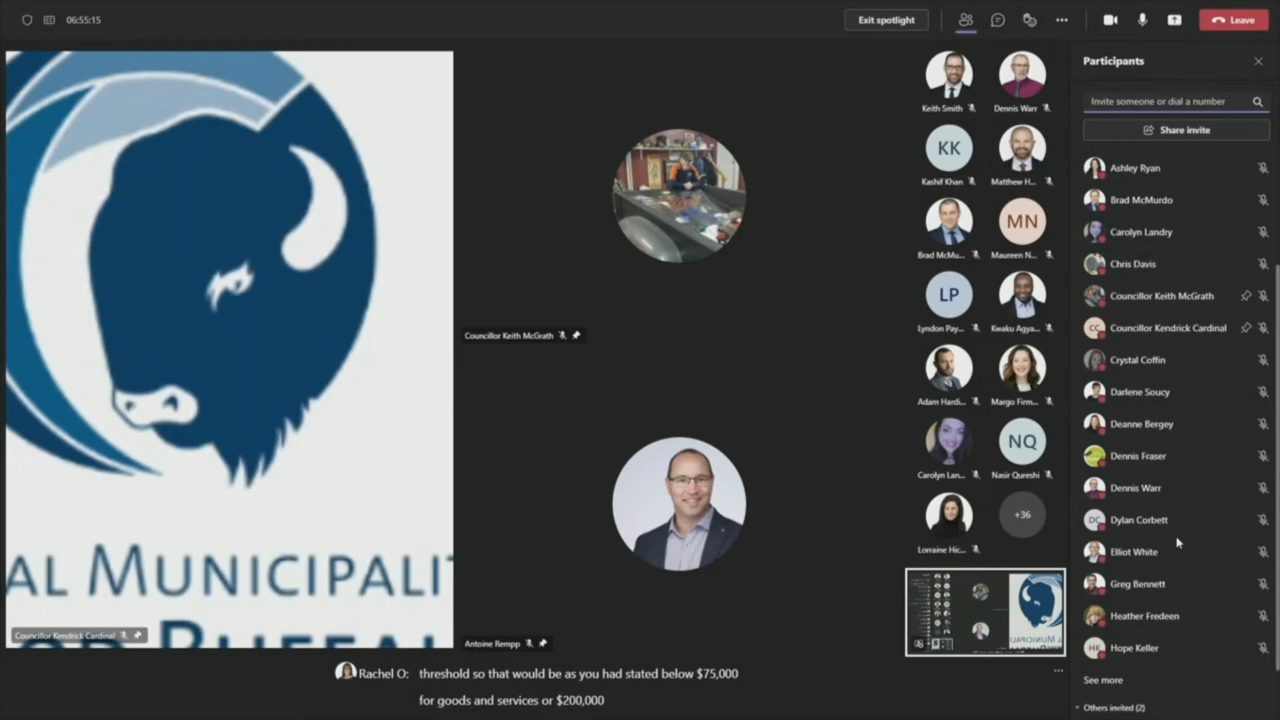 06:55:15
Exit spotlight
Leave
AL MUNICIPALIT
OD BUFFAL
Councillor Kendrick Cardinal
Councillor Keith McGrath
Antoine Rempp
Keith Smith
Dennis Warr
KK
Kashif Khan
Matthew H...
Brad McMu...
MN
Maureen N...
LP
Lyndon Pay...
Kwaku Agya...
Adam Hardi...
Margo Firm...
Carolyn Lan...
NQ
Nasir Qureshi
Lorraine Hic...
+36
Participants
Invite someone or dial a number
Share invite
Ashley Ryan
Brad McMurdo
Carolyn Landry
Chris Davis
Councillor Keith McGrath
CC Councillor Kendrick Cardinal
Crystal Coffin
Darlene Soucy
Deanne Bergey
Dennis Fraser
Dennis Warr
DC Dylan Corbett
Elliot White
Greg Bennett
Heather Fredeen
HK Hope Keller
See more
Others invited (2)
Rachel O: threshold so that would be as you had stated below $75,000
for goods and services or $200,000